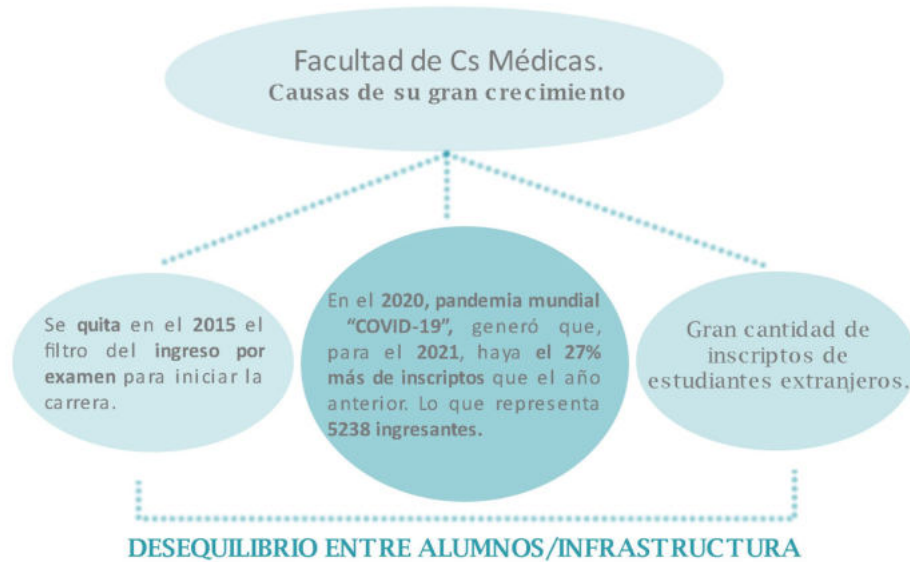 Facultad de Cs Médicas.
Causas de su gran crecimiento
Se quita en el 2015 el
filtro del ingreso por
examen para iniciar la
carrera.
En el 2020, pandemia mundial
“COVID-19”, generó que,
para el 2021, haya el 27%
más de inscriptos que el año
anterior. Lo que representa
5238 ingresantes.
Gran cantidad de
inscriptos de
estudiantes extranjeros.
DESEQUILIBRIO ENTRE ALUMNOS/INFRASTRUCTURA